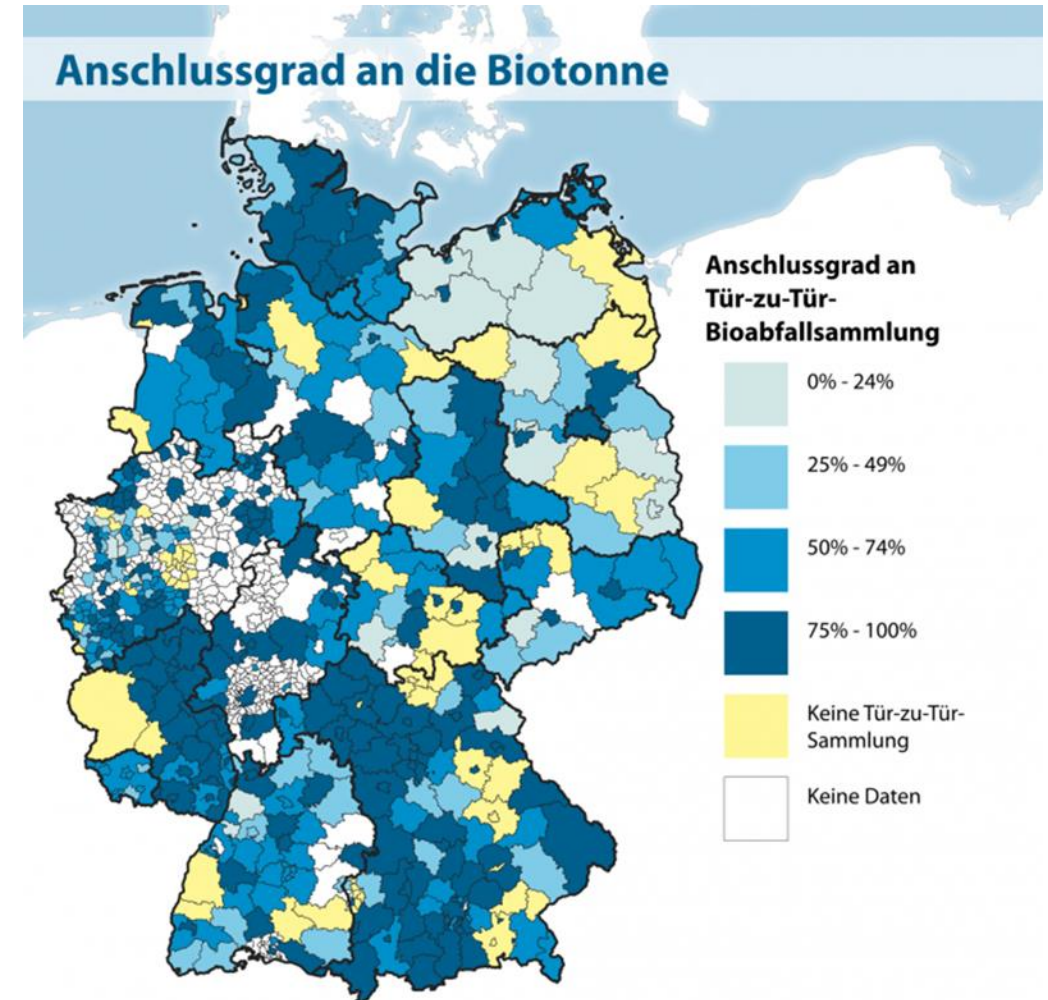 Anschlussgrad an die Biotonne
Anschlussgrad an
Tür-zu-Tür-
Bioabfallsammlung
0% - 24%
25% - 49%
50% - 74%
75% - 100%
Keine Tür-zu-Tür-
Sammlung
Keine Daten